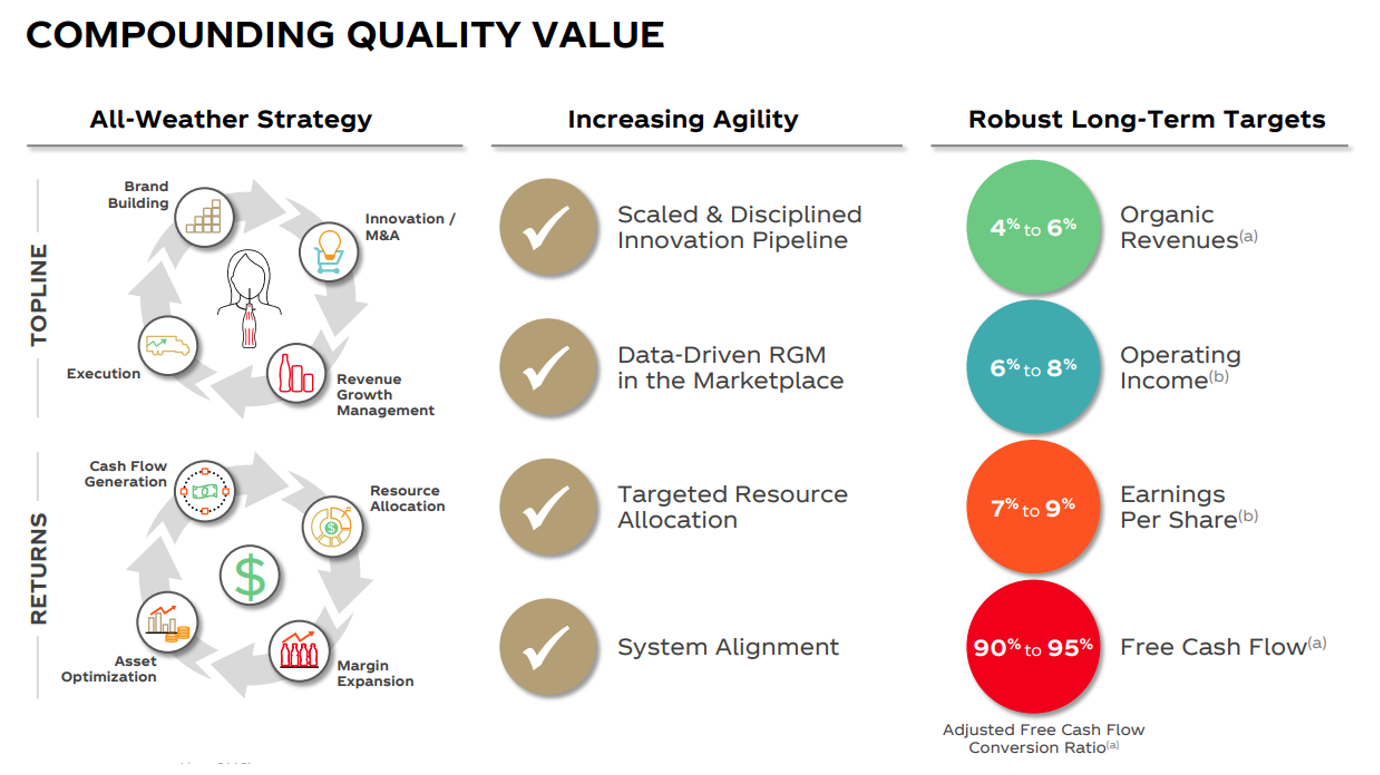 COMPOUNDING QUALITY VALUE
All-Weather Strategy
TOPLINE
Brand
Building
Innovation /
M&A
Execution
Revenue
Growth
Management
RETURNS
Cash Flow
Generation
Resource
Allocation
$
$
Asset
Optimization
Margin
Expansion
Increasing Agility
Scaled & Disciplined
Innovation Pipeline
Data-Driven RGM
in the Marketplace
Targeted Resource
Allocation
System Alignment
Robust Long-Term Targets
4% to 6%
Organic
Revenues(a)
6% to 8%
Operating
Income(b)
7% to 9%
Earnings
Per Share(b)
90% to 95%
Free Cash Flow(a)
Adjusted Free Cash Flow
Conversion Ratio(a)